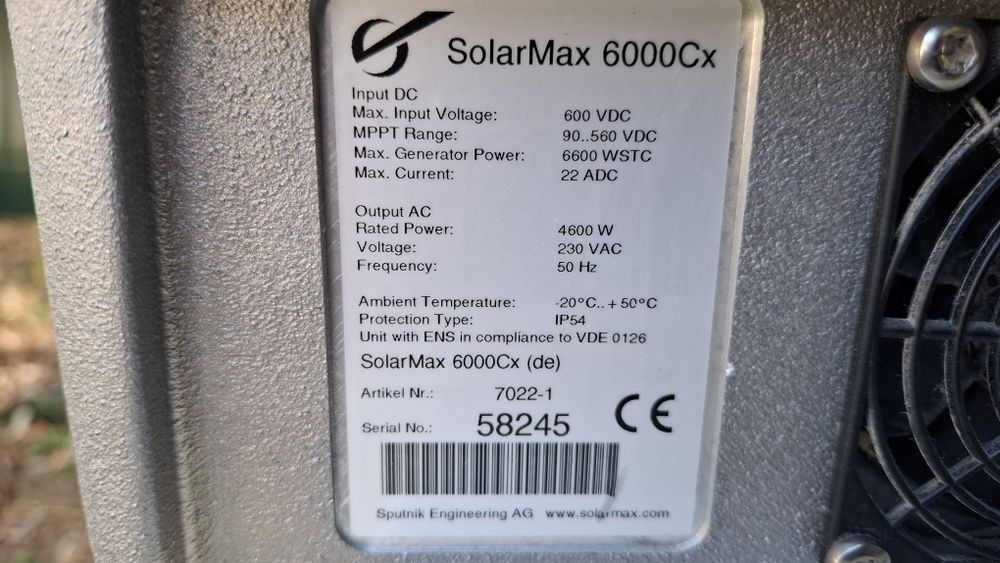 SolarMax 6000Cx
Input DC
Max. Input Voltage: 600 VDC
MPPT Range: 90..560 VDC
Max. Generator Power: 6600 WSTC
Max. Current: 22 ADC
Output AC
Rated Power: 4600 W
Voltage: 230 VAC
Frequency: 50 Hz
Ambient Temperature: -20°C.. + 50°C
Protection Type: IP54
Unit with ENS in compliance to VDE 0126
SolarMax 6000Cx (de)
Artikel Nr.: 7022-1
Serial No.: 58245 CE
Sputnik Engineering AG www.solarmax.com